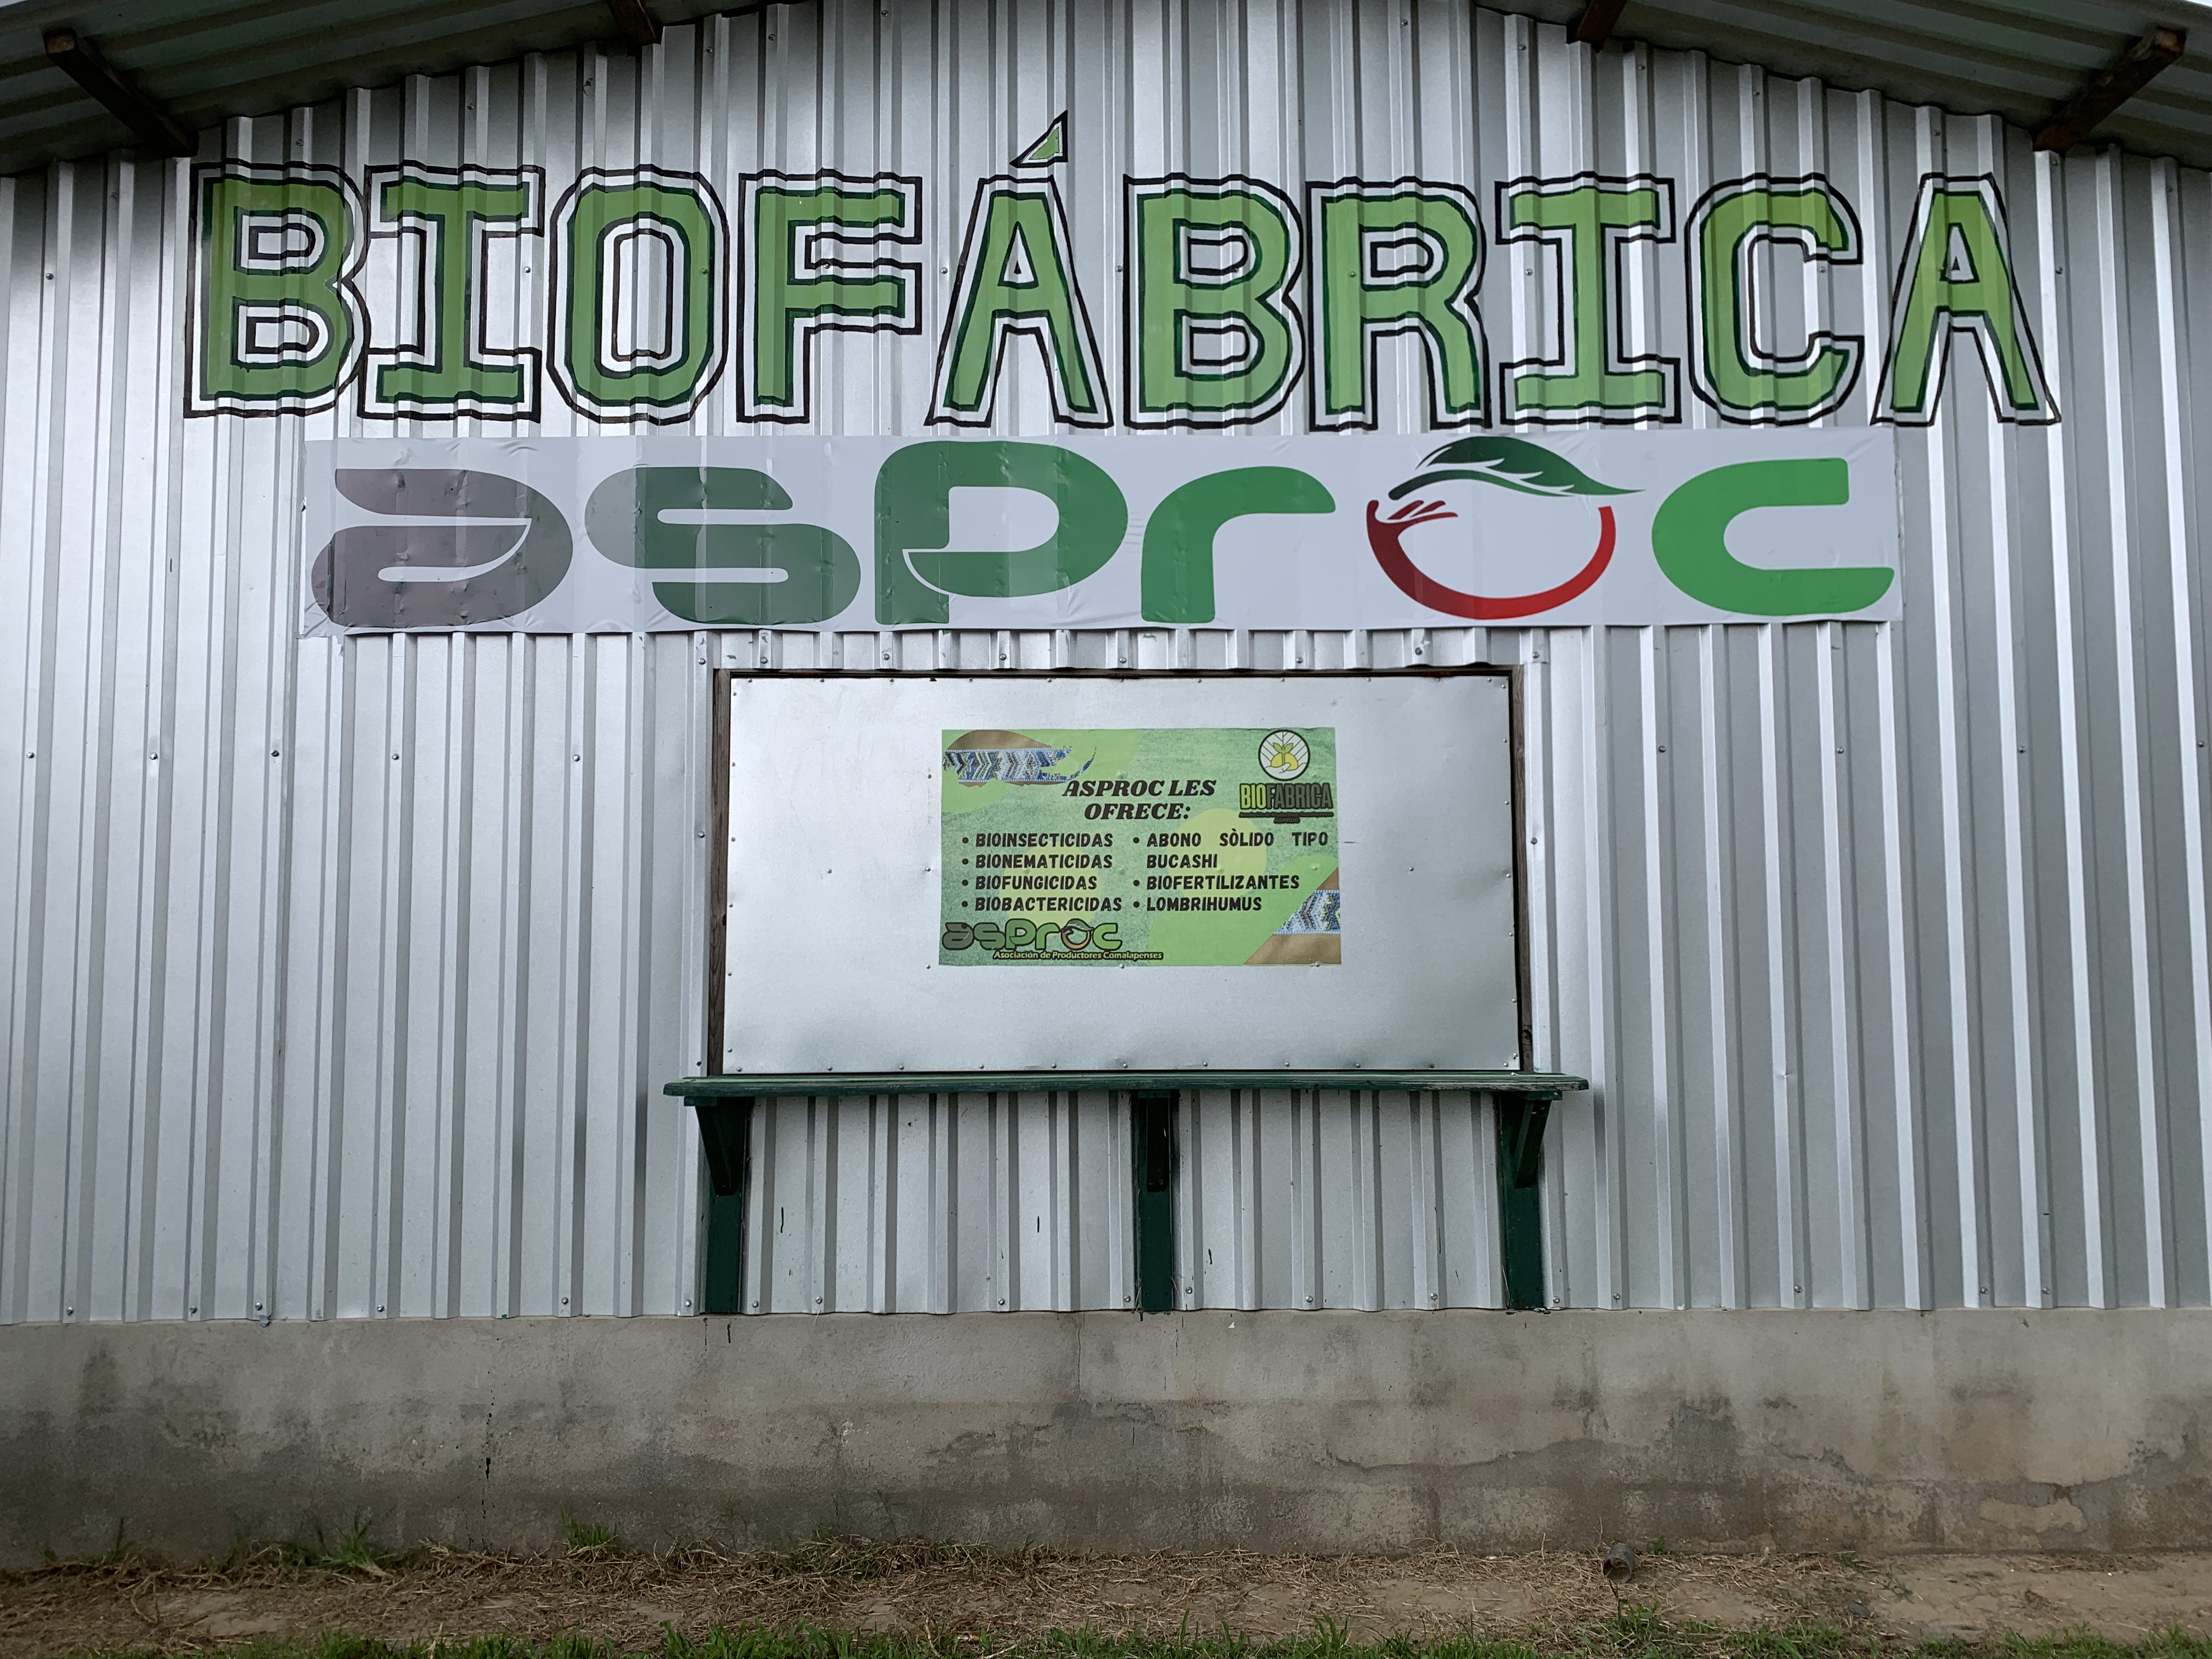 BIOFÁBRICA
asproc
ASPROC LES
OFRECE:
BIOFABRICA
• BIOINSECTICIDAS
• BIONEMATICIDAS
• BIOFUNGICIDAS
• BIOBACTERICIDAS
• ABONO SÒLIDO TIPO
BUCASHI
• BIOFERTILIZANTES
• LOMBRIHUMUS
asproc
Asociación de Productores Comalapenses